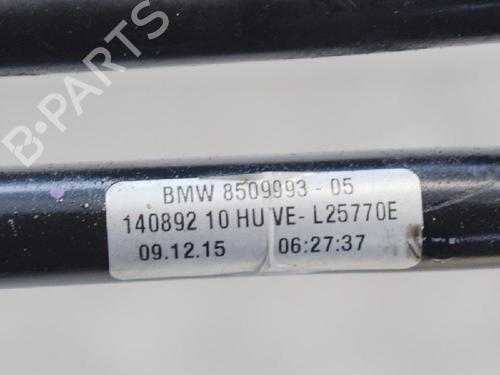 B-PARTS
BMW 8509993 - 05
140892 10 HU VE- L25770E
09.12.15 06:27:37